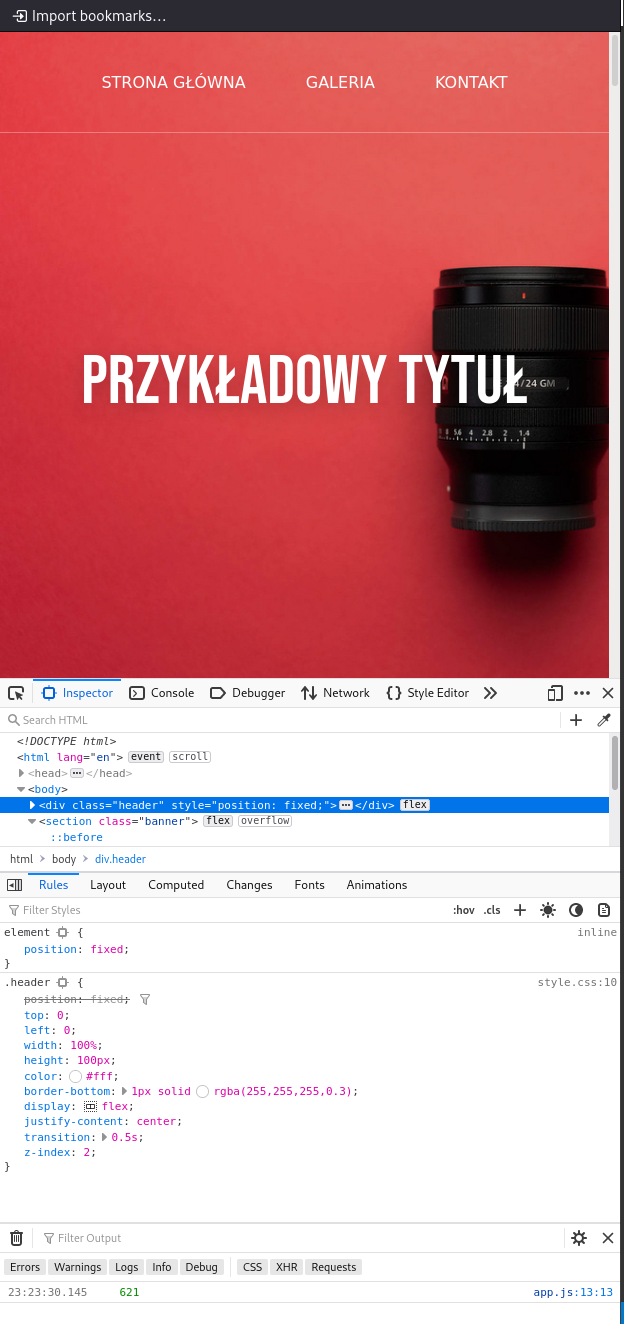 Import bookmarks...
STRONA GŁÓWNA GALERIA KONTAKT
PRZYKŁADOWY TYTUŁ
/24 GM
8 5.6 4 2.8 2 1.4
Inspector Console Debugger Network Style Editor
Search HTML
<!DOCTYPE html>
<html lang="en"> event scroll
<head> ... </head>
<body>
<div class="header" style="position: fixed;"> ... </div> flex
<section class="banner"> flex overflow
::before
html > body > div.header
Rules Layout Computed Changes Fonts Animations
Filter Styles :hov .cls
element { inline
position: fixed;
}
.header { style.css:10
position: fixed;
top: 0;
left: 0;
width: 100%;
height: 100px;
color: #fff;
border-bottom: 1px solid rgba(255,255,255,0.3);
display: flex;
justify-content: center;
transition: 0.5s;
z-index: 2;
}
Filter Output
Errors Warnings Logs Info Debug CSS XHR Requests
23:23:30.145 621 app.js:13:13